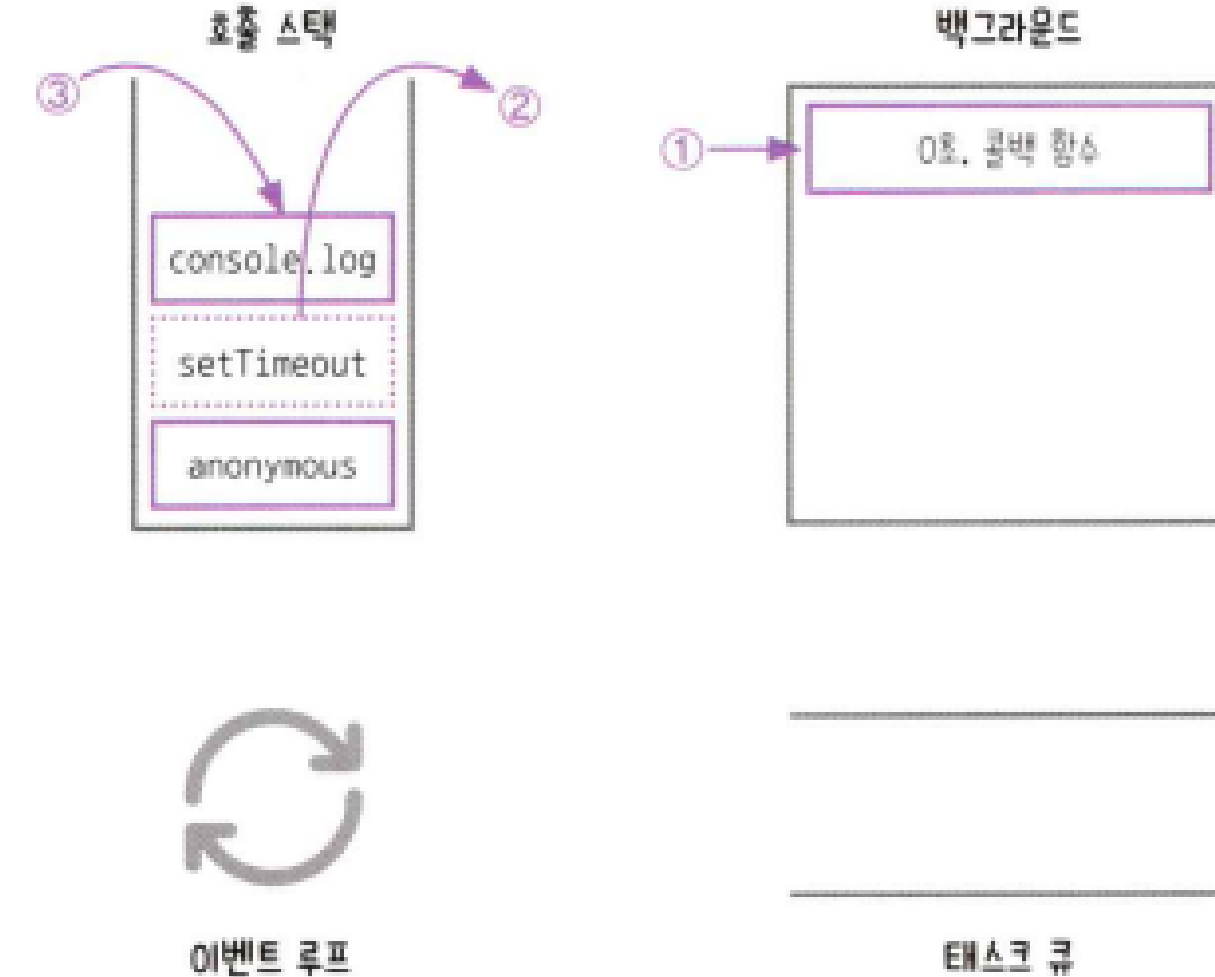 호출 스택
백그라운드
③
②
①
0초, 콜백 함수
console.log
setTimeout
anonymous
이벤트 루프
태스크 큐